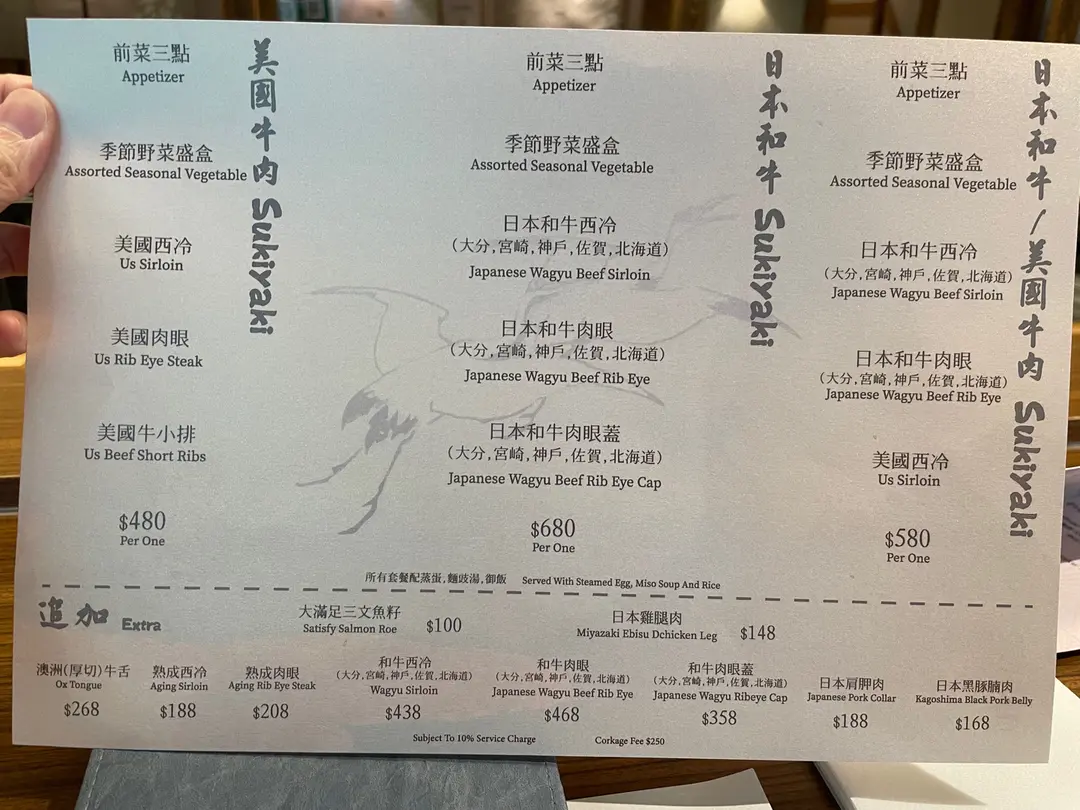 前菜三點
Appetizer
季節野菜盛盒
Assorted Seasonal Vegetable
美國西冷
Us Sirloin
美國肉眼
Us Rib Eye Steak
美國牛小排
Us Beef Short Ribs
$480
Per One
美國牛肉 Sukiyaki
前菜三點
Appetizer
季節野菜盛盒
Assorted Seasonal Vegetable
日本和牛西冷
(大分,宮崎,神戶,佐賀,北海道)
Japanese Wagyu Beef Sirloin
日本和牛肉眼
(大分,宮崎,神戶,佐賀,北海道)
Japanese Wagyu Beef Rib Eye
日本和牛肉眼蓋
(大分,宮崎,神戶,佐賀,北海道)
Japanese Wagyu Beef Rib Eye Cap
$680
Per One
日本和牛 Sukiyaki
前菜三點
Appetizer
季節野菜盛盒
Assorted Seasonal Vegetable
日本和牛西冷
(大分,宮崎,神戶,佐賀,北海道)
Japanese Wagyu Beef Sirloin
日本和牛肉眼
(大分,宮崎,神戶,佐賀,北海道)
Japanese Wagyu Beef Rib Eye
美國西冷
Us Sirloin
$580
Per One
日本和牛/美國牛肉 Sukiyaki
所有套餐配蒸蛋,麵豉湯,御飯 Served With Steamed Egg, Miso Soup And Rice
追加 Extra
大滿足三文魚籽
Satisfy Salmon Roe $100
日本雞腿肉
Miyazaki Ebisu Dchicken Leg $148
澳洲(厚切)牛舌
Ox Tongue
$268
熟成西冷
Aging Sirloin
$188
熟成肉眼
Aging Rib Eye Steak
$208
和牛西冷
(大分,宮崎,神戶,佐賀,北海道)
Wagyu Sirloin
$438
和牛肉眼
(大分,宮崎,神戶,佐賀,北海道)
Japanese Wagyu Beef Rib Eye
$468
和牛肉眼蓋
(大分,宮崎,神戶,佐賀,北海道)
Japanese Wagyu Ribeye Cap
$358
日本肩胛肉
Japanese Pork Collar
$188
日本黑豚腩肉
Kagoshima Black Pork Belly
$168
Subject To 10% Service Charge
Corkage Fee $250